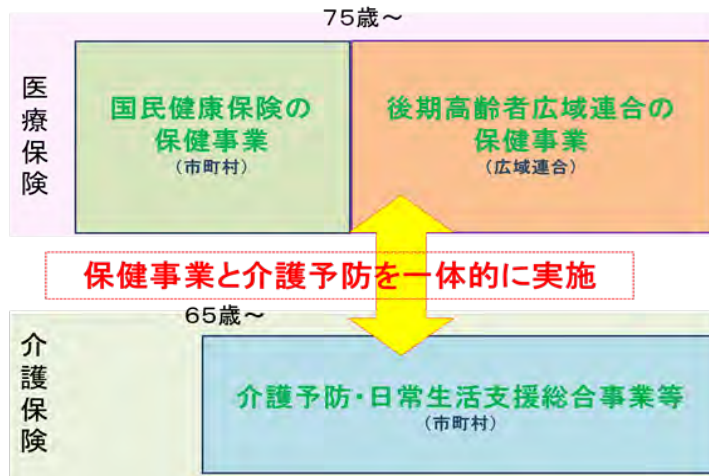 75歳～
医療保険
国民健康保険の
保健事業
（市町村）
後期高齢者広域連合の
保健事業
（広域連合）
保健事業と介護予防を一体的に実施
65歳～
介護保険
介護予防・日常生活支援総合事業等
（市町村）